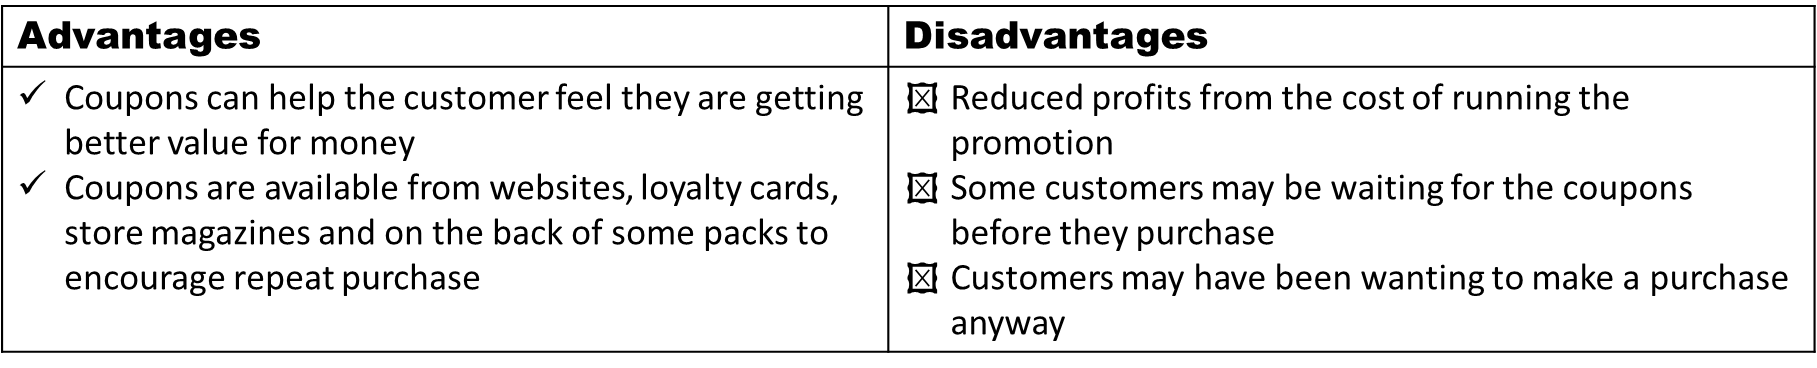 Advantages
Disadvantages
✓ Coupons can help the customer feel they are getting
better value for money
✓ Coupons are available from websites, loyalty cards,
store magazines and on the back of some packs to
encourage repeat purchase
☒ Reduced profits from the cost of running the
promotion
☒ Some customers may be waiting for the coupons
before they purchase
☒ Customers may have been wanting to make a purchase
anyway